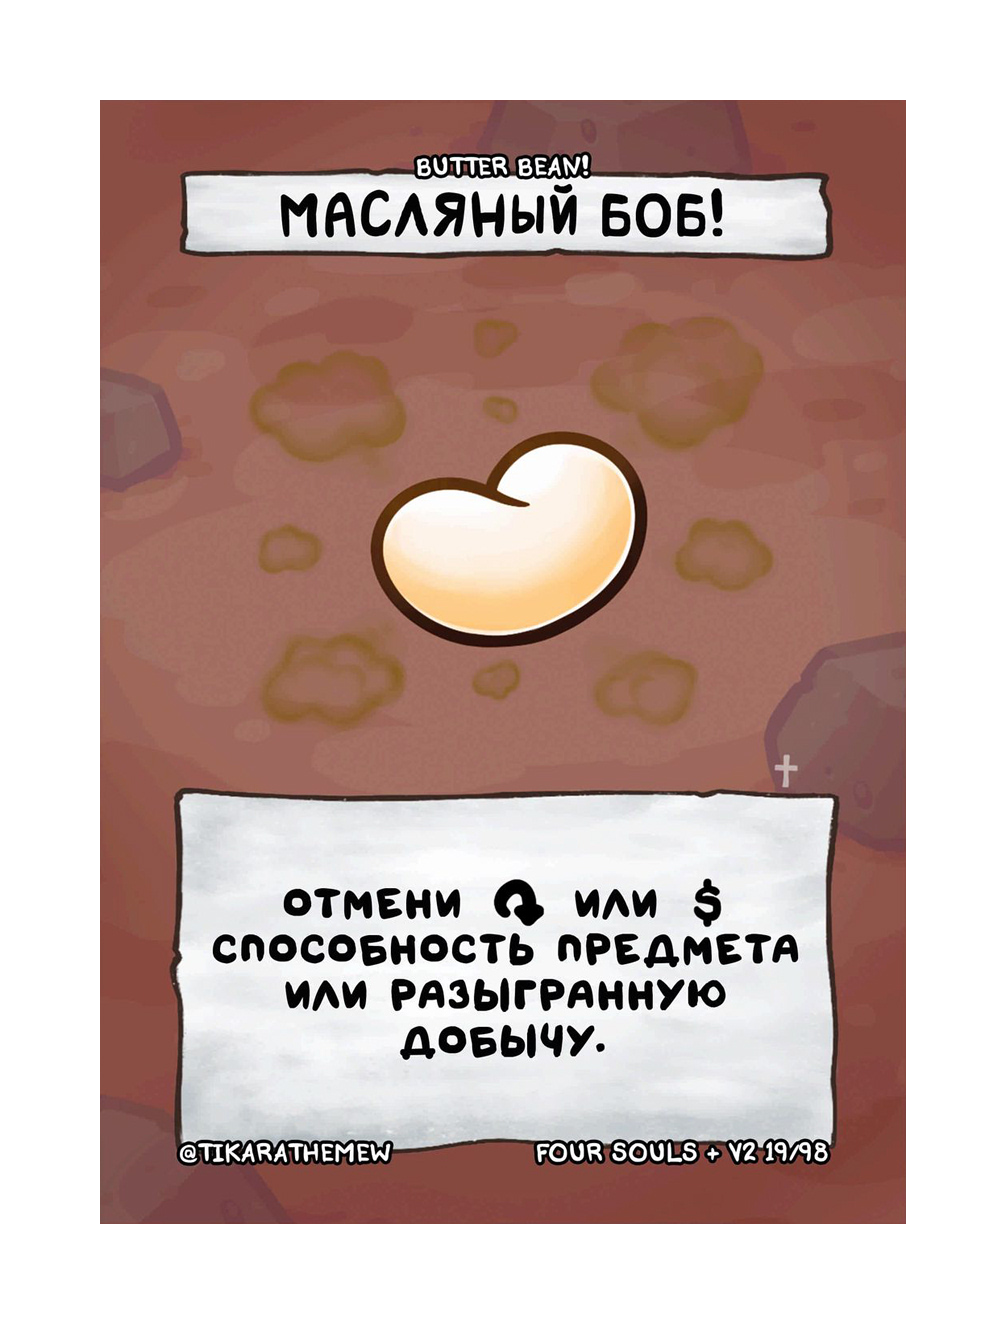 BUTTER BEAN!
МАСЛЯНЫЙ БОБ!
ОТМЕНИ ИЛИ $
СПОСОБНОСТЬ ПРЕДМЕТА
ИЛИ РАЗЫГРАННУЮ
ДОБЫЧУ.
@TIKARATHEMEW FOUR SOULS + V2 19/98